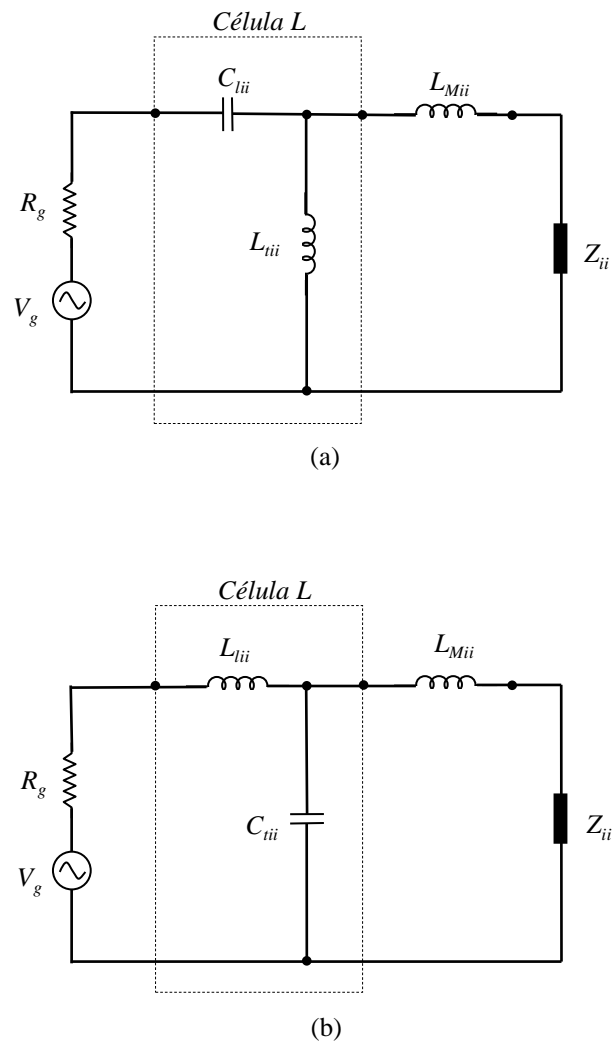 Célula L
C_lii
L_Mii
R_g
L_tii
Z_ii
V_g
(a)
Célula L
L_lii
L_Mii
R_g
C_tii
Z_ii
V_g
(b)